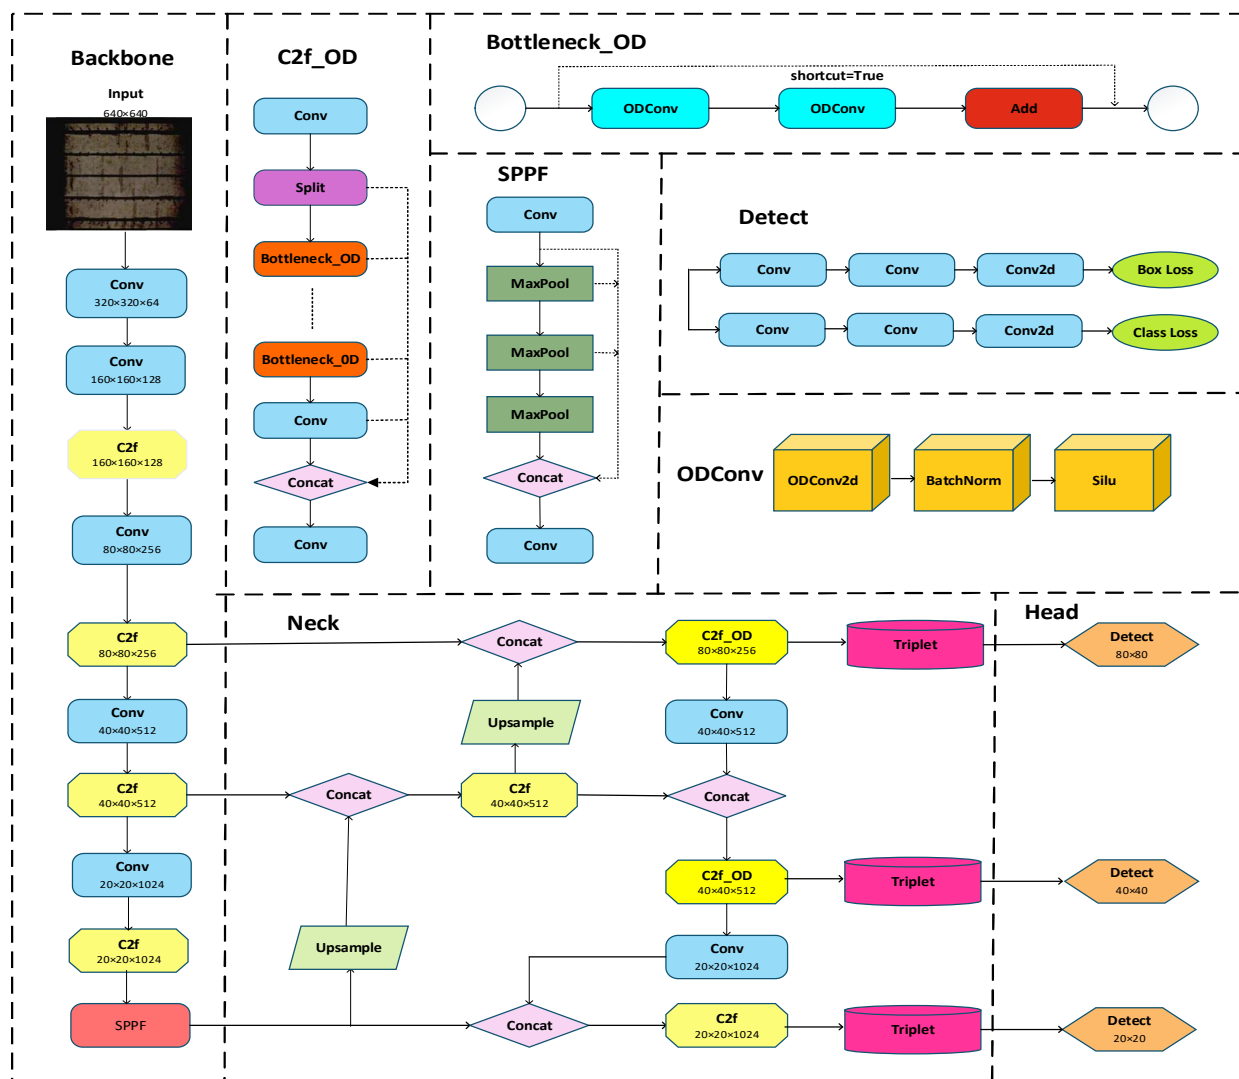 Backbone
Input
640×640
Conv
320×320×64
Conv
160×160×128
C2f
160×160×128
Conv
80×80×256
C2f
80×80×256
Conv
40×40×512
C2f
40×40×512
Conv
20×20×1024
C2f
20×20×1024
SPPF
C2f_OD
Conv
Split
Bottleneck_OD
Bottleneck_0D
Conv
Concat
Conv
Bottleneck_OD
shortcut=True
ODConv
ODConv
Add
SPPF
Conv
MaxPool
MaxPool
MaxPool
Concat
Conv
Detect
Conv
Conv
Conv2d
Box Loss
Conv
Conv
Conv2d
Class Loss
ODConv
ODConv2d
BatchNorm
Silu
Neck
Concat
C2f_OD
80×80×256
Triplet
Upsample
Conv
40×40×512
Concat
C2f
40×40×512
Concat
C2f_OD
40×40×512
Triplet
Upsample
Conv
20×20×1024
Concat
C2f
20×20×1024
Triplet
Head
Detect
80×80
Detect
40×40
Detect
20×20